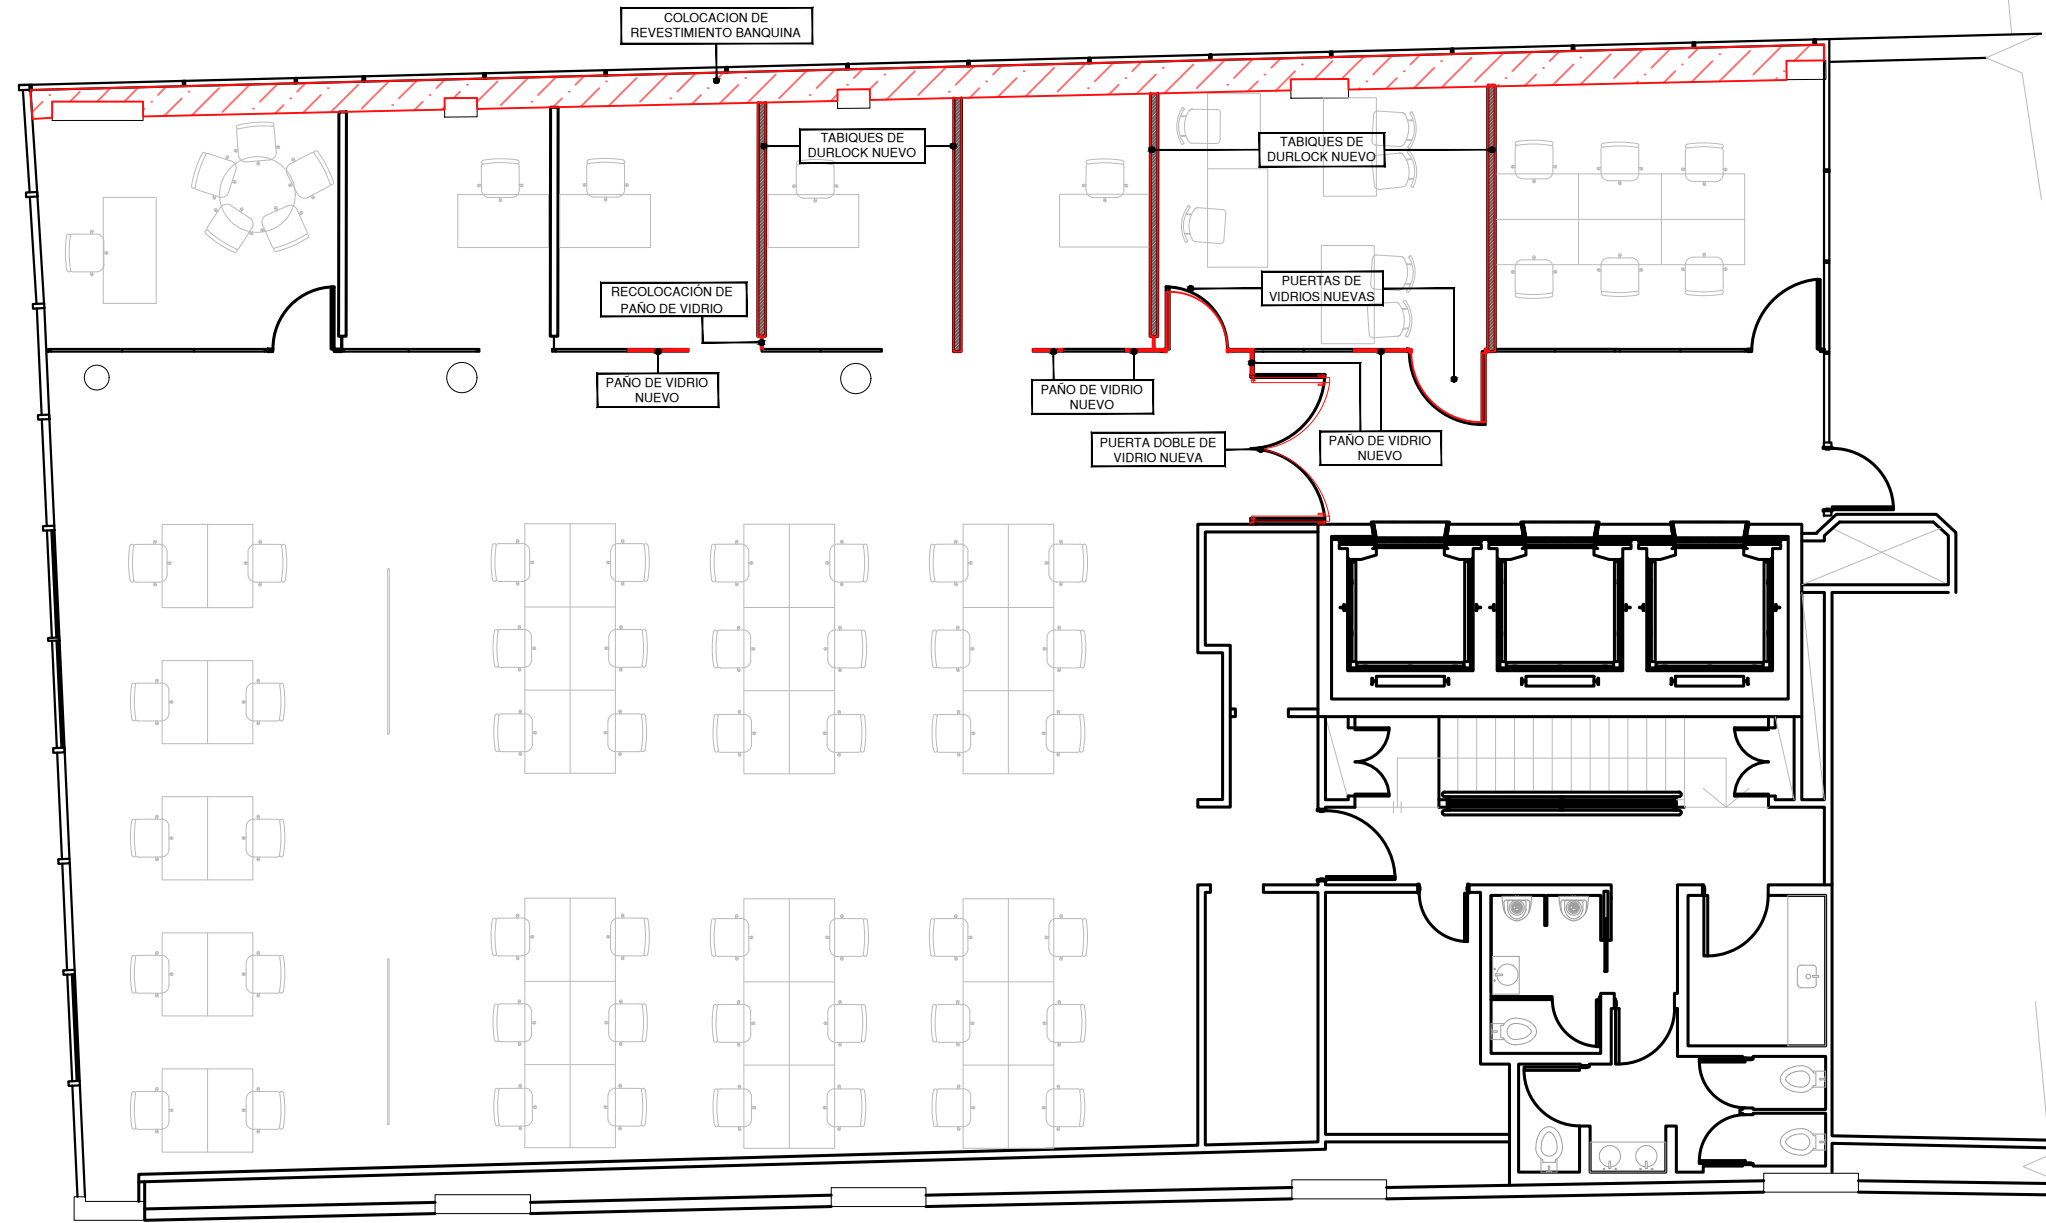 COLOCACION DE
REVESTIMIENTO BANQUINA
TABIQUES DE
DURLOCK NUEVO
TABIQUES DE
DURLOCK NUEVO
RECOLOCACIÓN DE
PAÑO DE VIDRIO
PUERTAS DE
VIDRIOS NUEVAS
PAÑO DE VIDRIO
NUEVO
PAÑO DE VIDRIO
NUEVO
PUERTA DOBLE DE
VIDRIO NUEVA
PAÑO DE VIDRIO
NUEVO